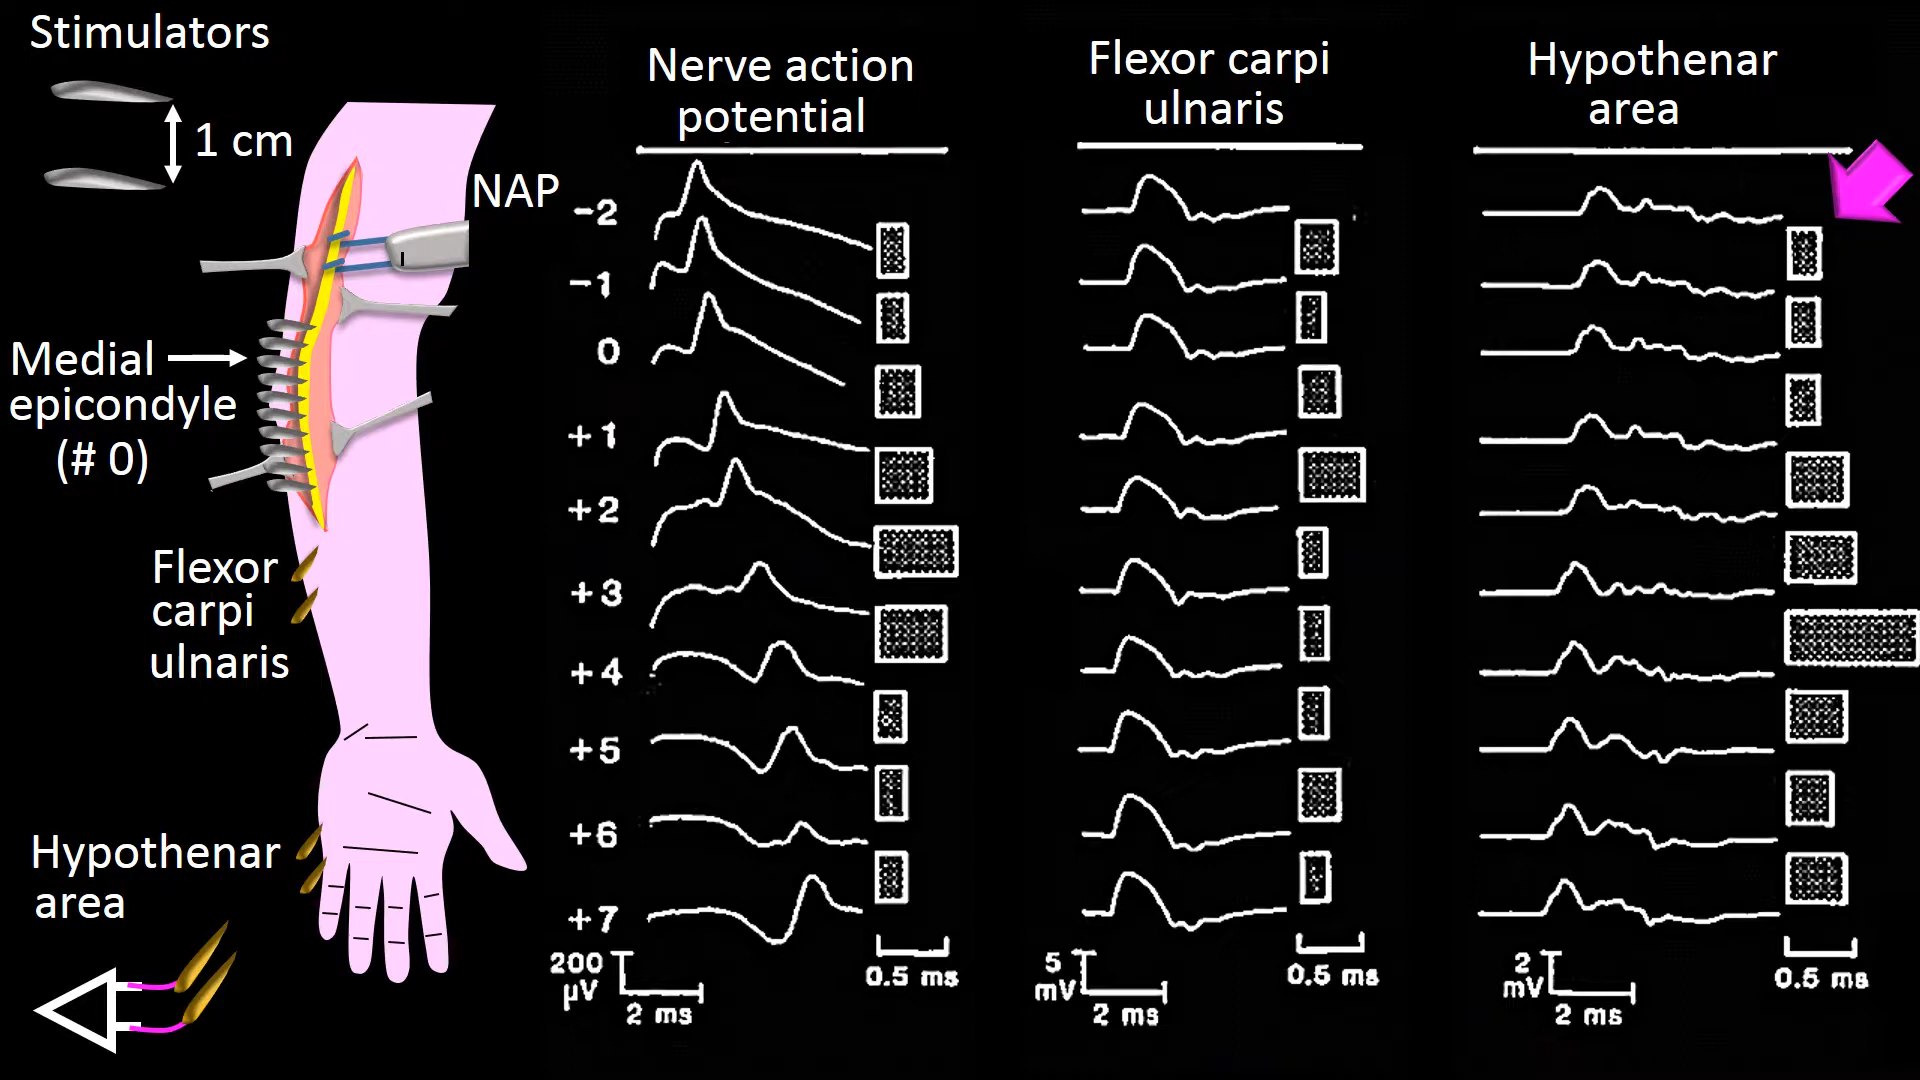 Stimulators
1 cm
NAP
Medial
epicondyle
(# 0)
Flexor
carpi
ulnaris
Hypothenar
area
Nerve action
potential
Flexor carpi
ulnaris
Hypothenar
area
-2
-1
0
+1
+2
+3
+4
+5
+6
+7
200
μV
2 ms
0.5 ms
5
mV
2 ms
0.5 ms
2
mV
2 ms
0.5 ms